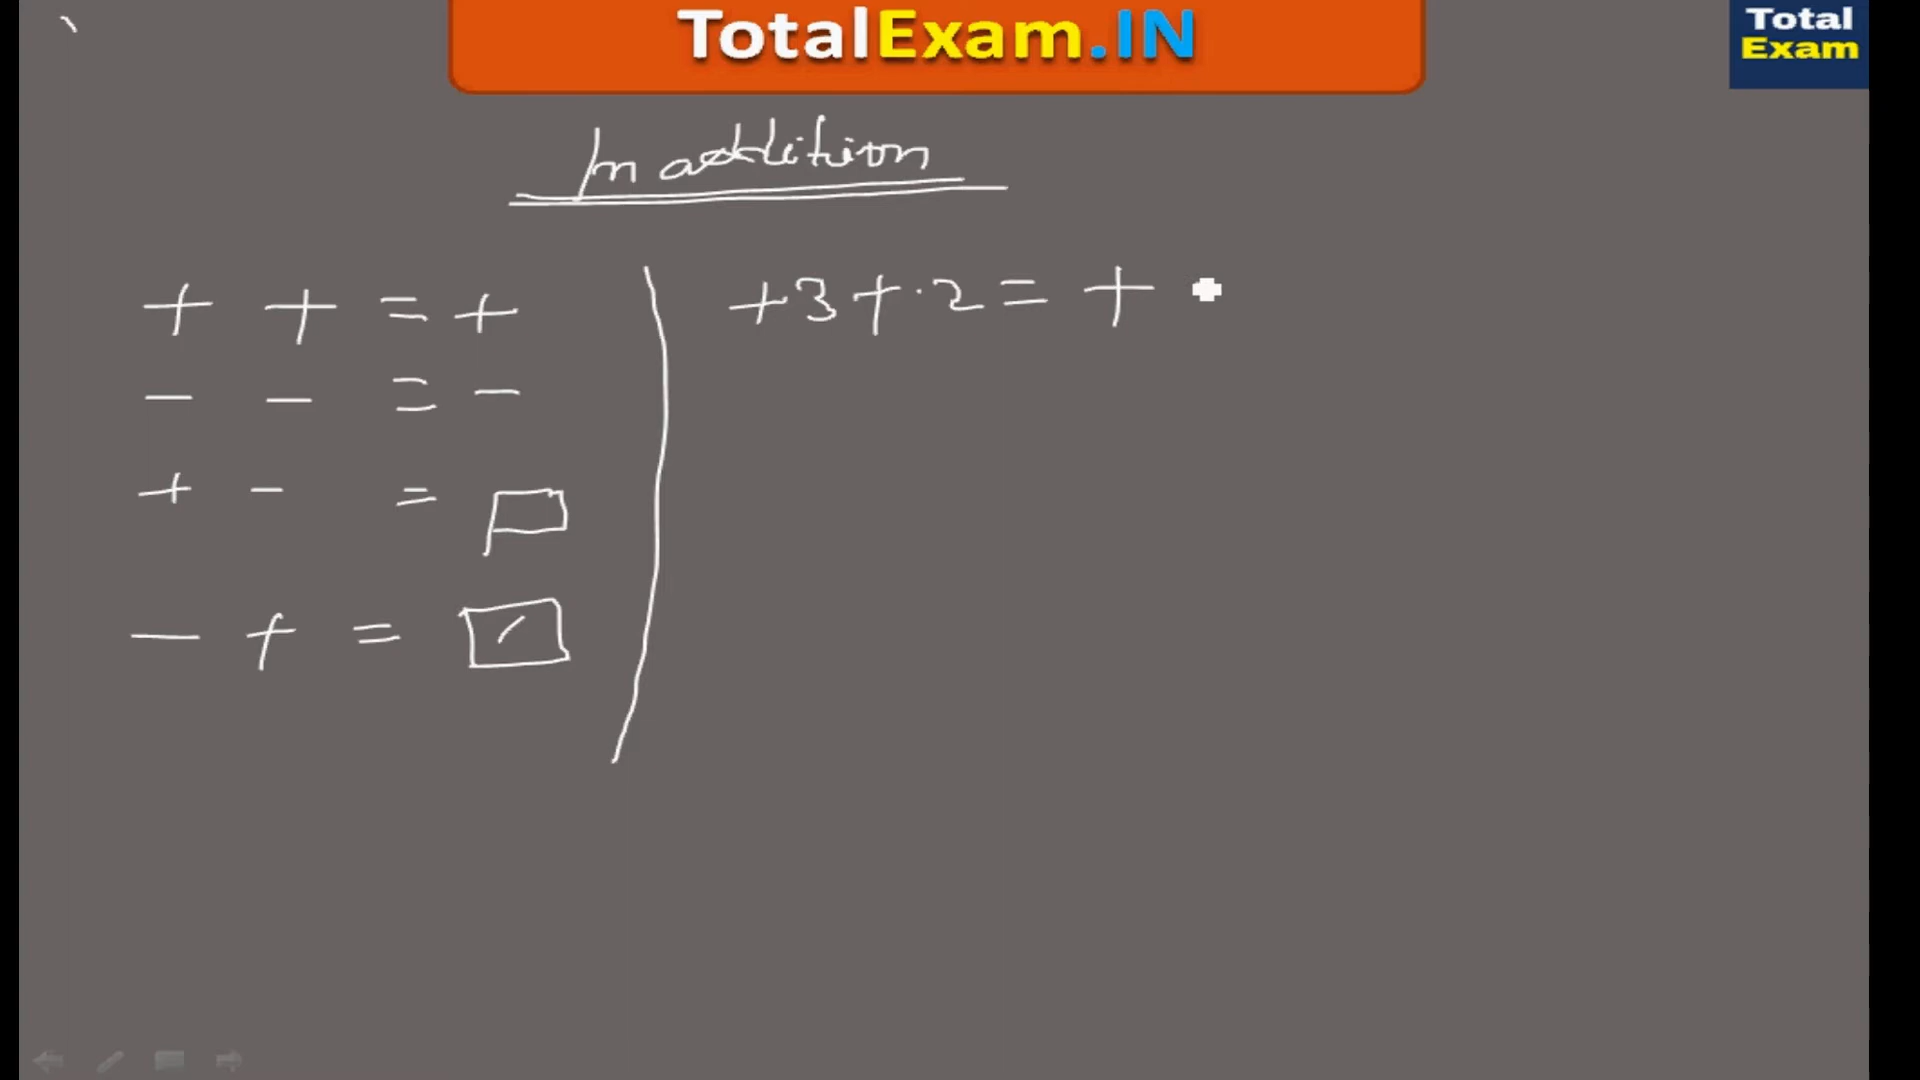 TotalExam.IN
Total
Exam
In addition
+ + = +
- - = -
+ - =
- + =
+3 + 2 = +